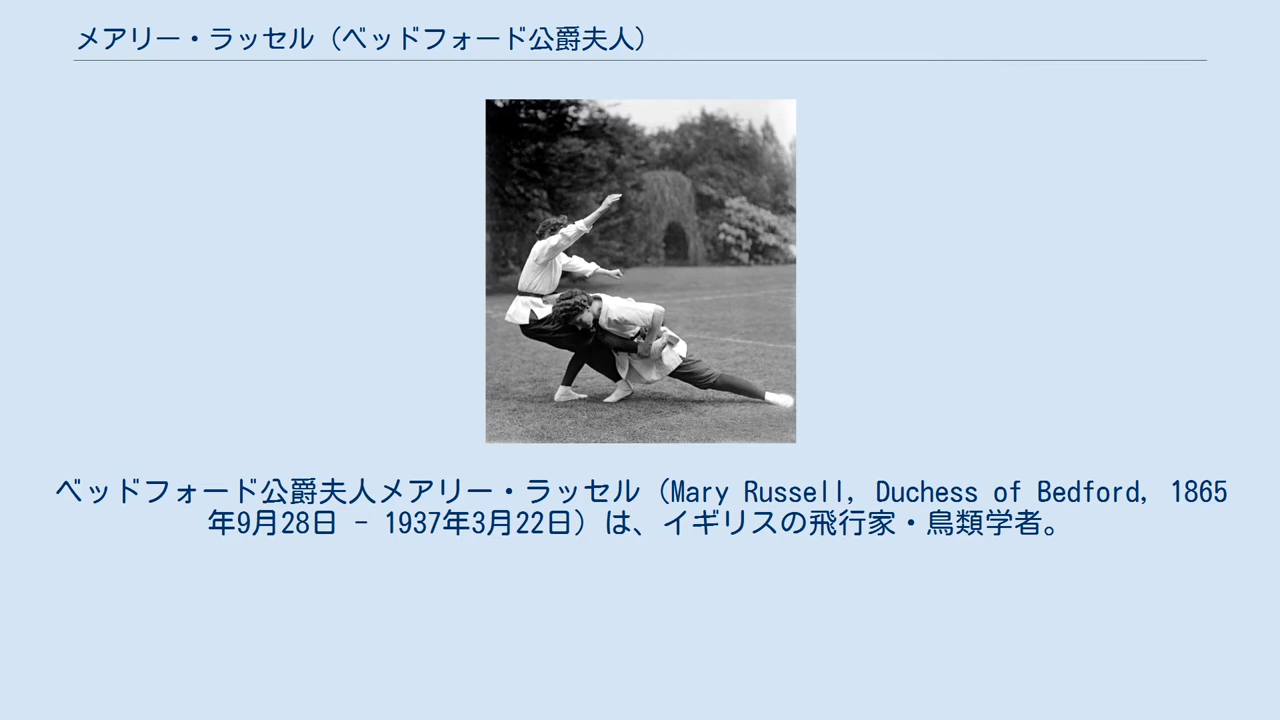 メアリー・ラッセル（ベッドフォード公爵夫人）
ベッドフォード公爵夫人メアリー・ラッセル（Mary Russell, Duchess of Bedford, 1865
年9月28日 - 1937年3月22日）は、イギリスの飛行家・鳥類学者。